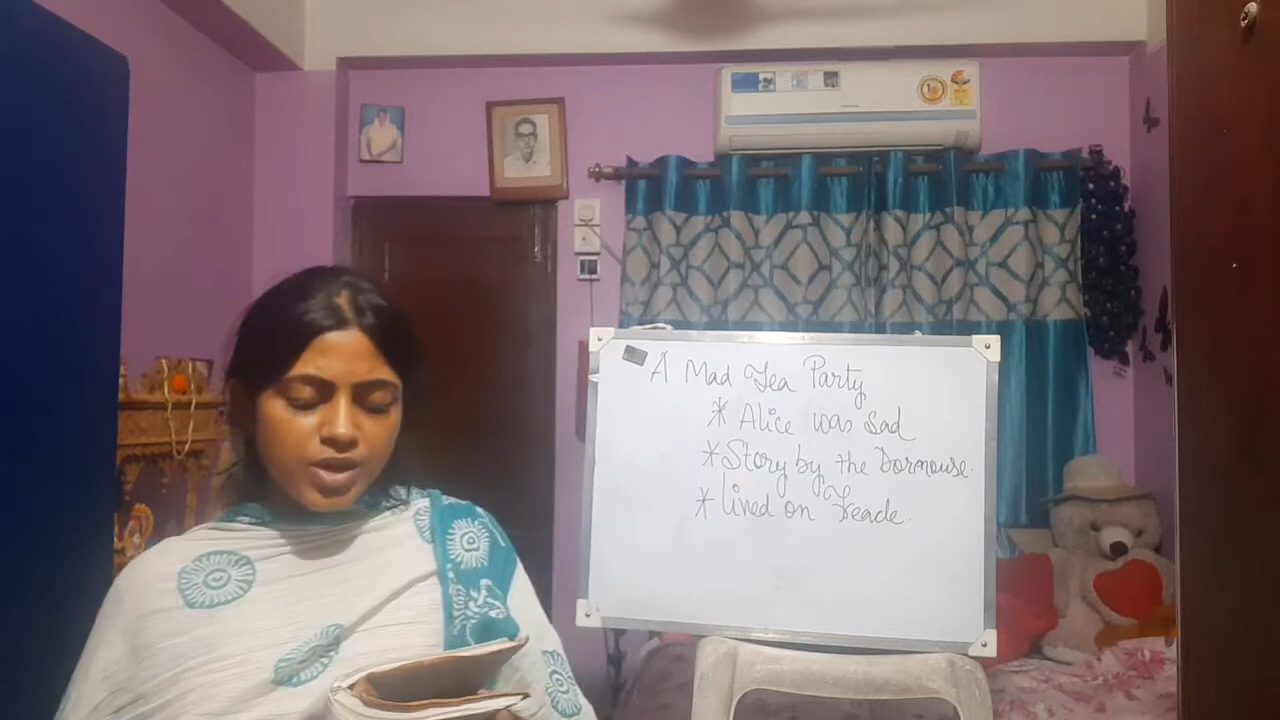 A Mad Tea Party
* Alice was sad
* Story by the Dormouse.
* lived on Treacle.